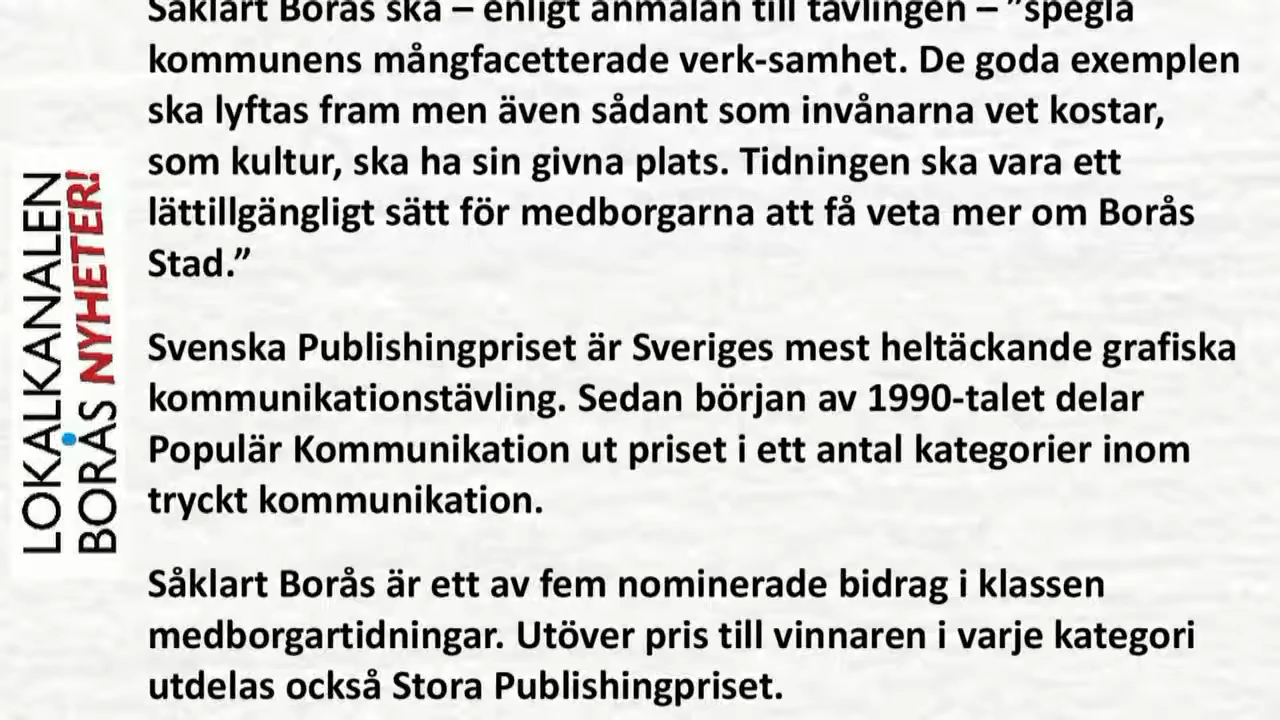 Såklart Borås ska – enligt anmälan till tävlingen – ”spegla
kommunens mångfacetterade verk-samhet. De goda exemplen
ska lyftas fram men även sådant som invånarna vet kostar,
som kultur, ska ha sin givna plats. Tidningen ska vara ett
lättillgängligt sätt för medborgarna att få veta mer om Borås
Stad.”
Svenska Publishingpriset är Sveriges mest heltäckande grafiska
kommunikationstävling. Sedan början av 1990-talet delar
Populär Kommunikation ut priset i ett antal kategorier inom
tryckt kommunikation.
Såklart Borås är ett av fem nominerade bidrag i klassen
medborgartidningar. Utöver pris till vinnaren i varje kategori
utdelas också Stora Publishingpriset.
LOKALKANALEN
BORÅS NYHETER!